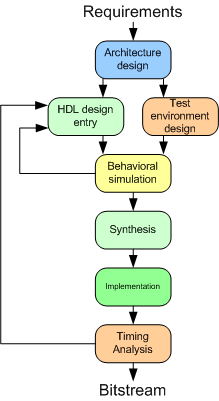 Requirements
Architecture
design
HDL design
entry
Test
environment
design
Behavioral
simulation
Synthesis
Implementation
Timing
Analysis
Bitstream